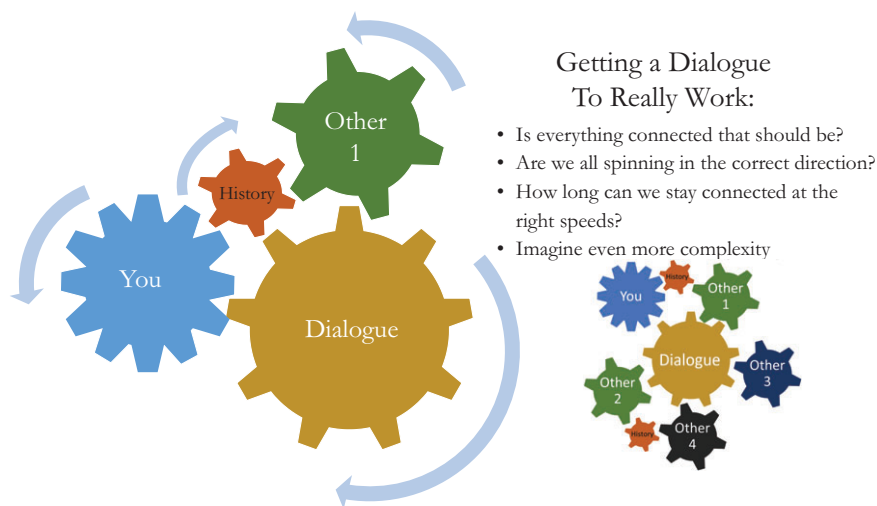 Other
1
History
You
Dialogue
Getting a Dialogue
To Really Work:
• Is everything connected that should be?
• Are we all spinning in the correct direction?
• How long can we stay connected at the
right speeds?
• Imagine even more complexity
You
History
Other
1
Dialogue
Other
2
Other
3
History
Other
4